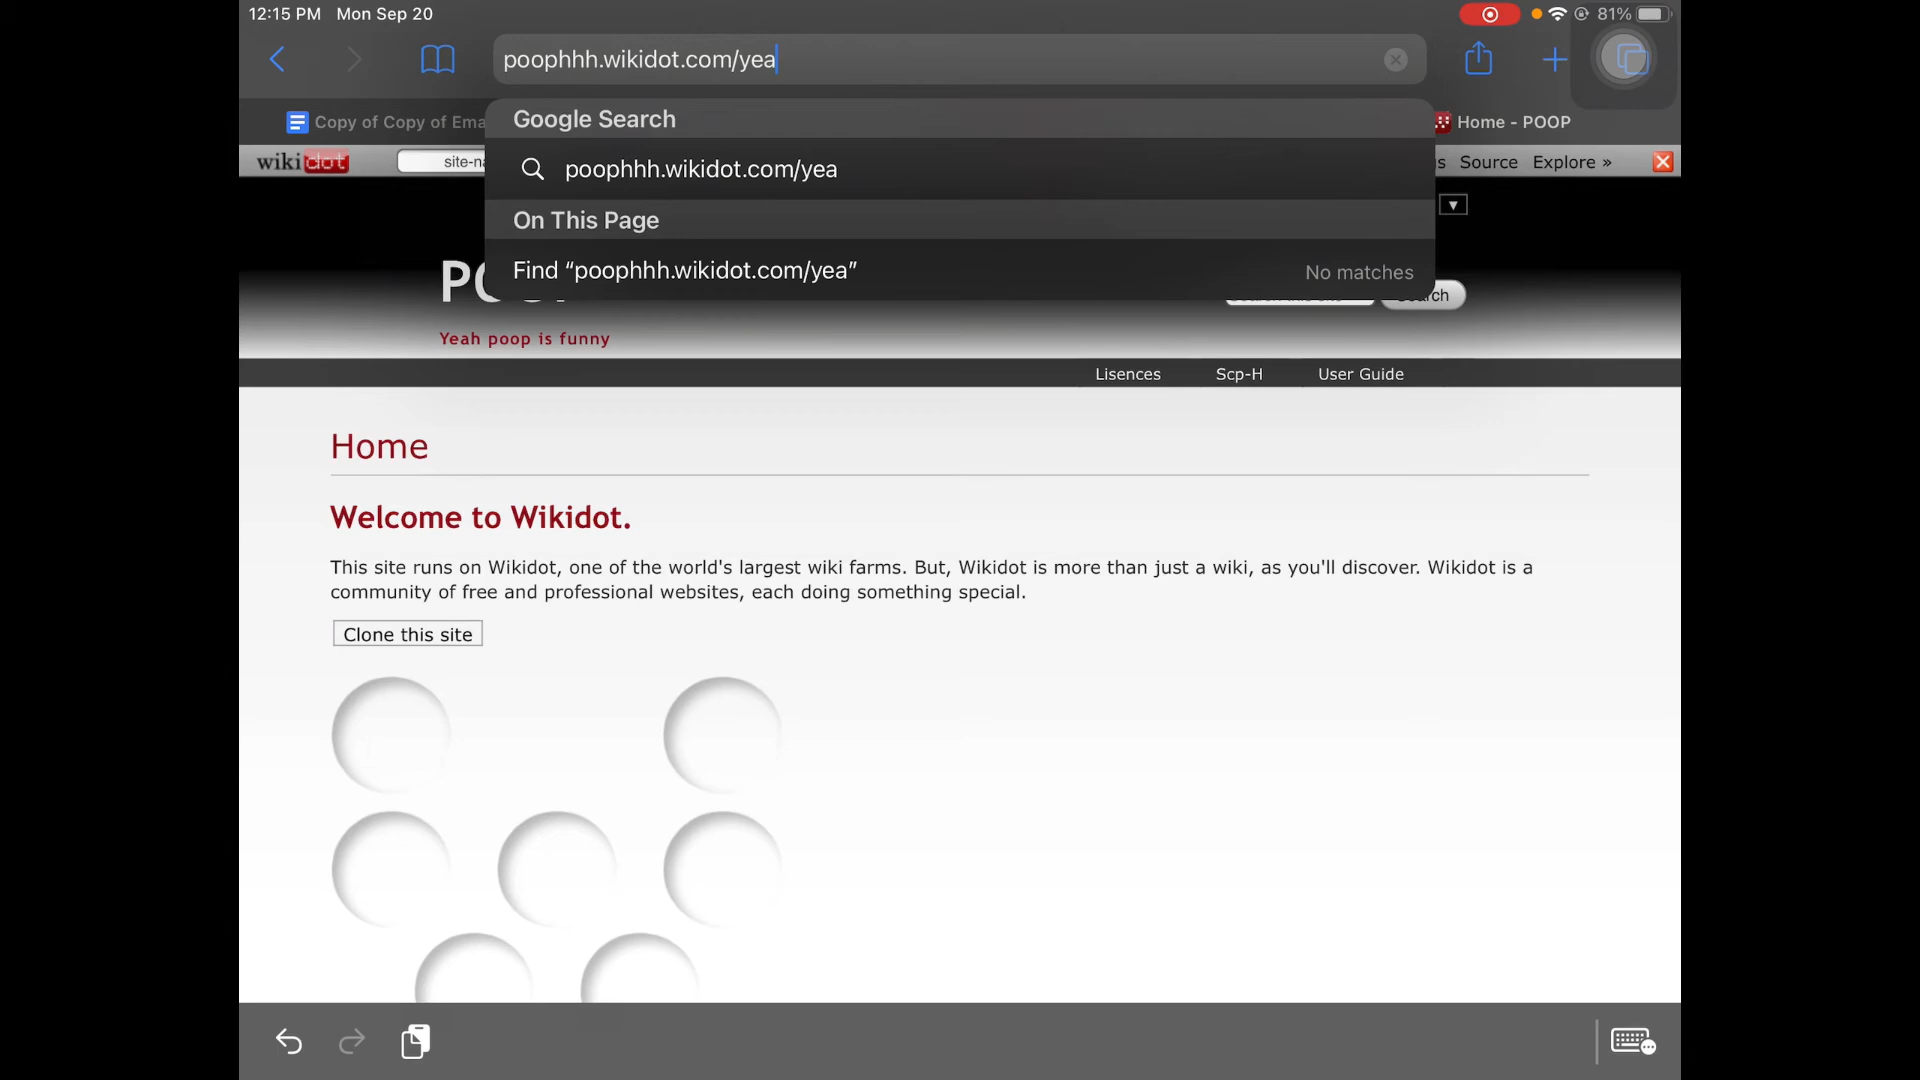 12:15 PM Mon Sep 20
81%
poophhh.wikidot.com/yea
Copy of Copy of Ema
Home - POOP
Google Search
poophhh.wikidot.com/yea
On This Page
Find “poophhh.wikidot.com/yea”
No matches
wikidot
site-na
s Source Explore »
Yeah poop is funny
Lisences Scp-H User Guide
Home
Welcome to Wikidot.
This site runs on Wikidot, one of the world's largest wiki farms. But, Wikidot is more than just a wiki, as you'll discover. Wikidot is a
community of free and professional websites, each doing something special.
Clone this site